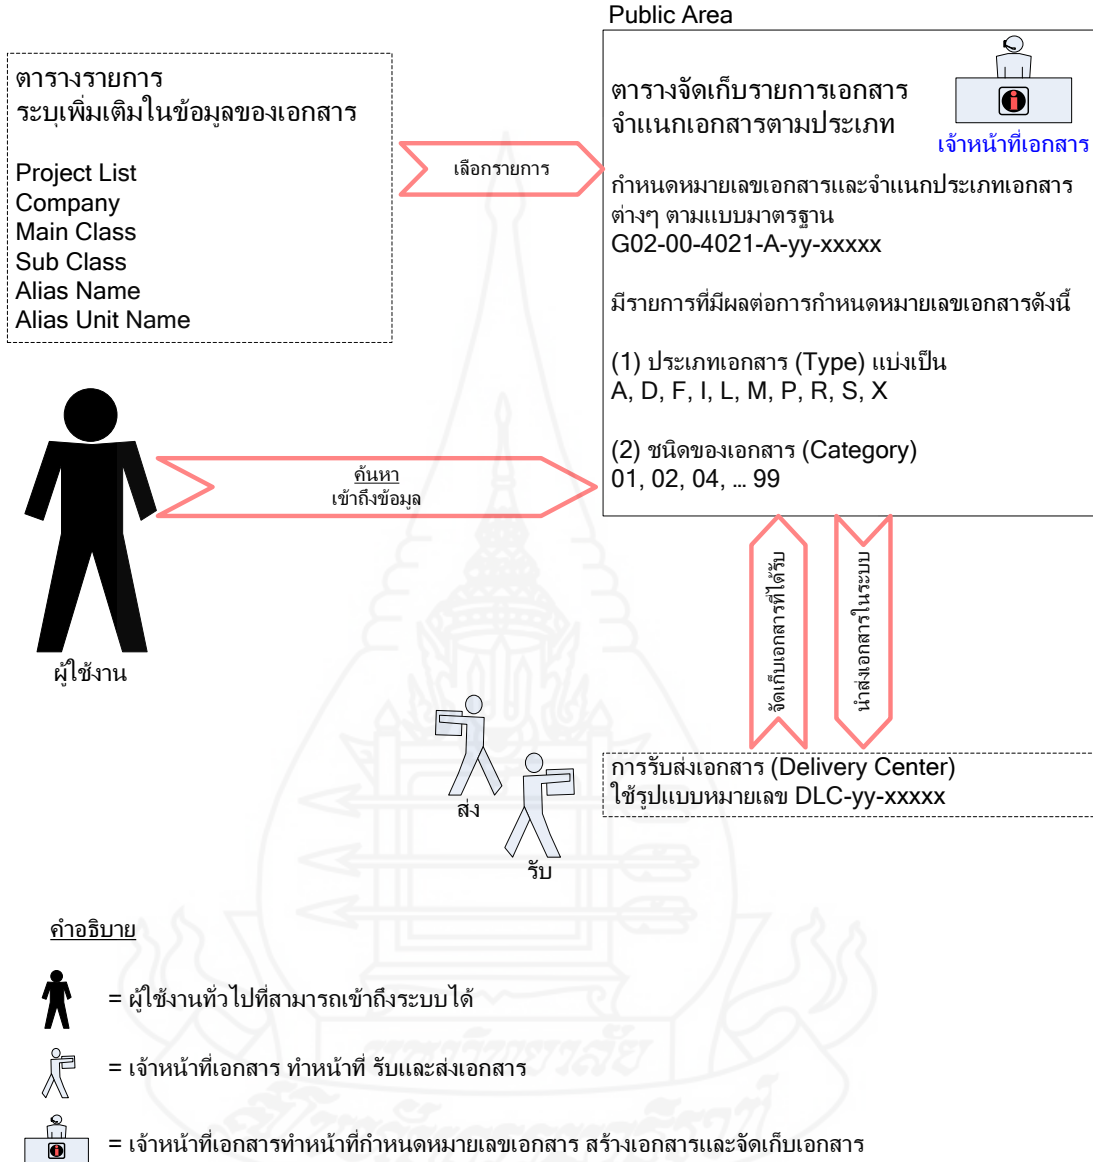 Public Area
ตารางรายการ
ระบุเพิ่มเติมในข้อมูลของเอกสาร
Project List
Company
Main Class
Sub Class
Alias Name
Alias Unit Name
เลือกรายการ
ตารางจัดเก็บรายการเอกสาร
จำแนกเอกสารตามประเภท
เจ้าหน้าที่เอกสาร
กำหนดหมายเลขเอกสารและจำแนกประเภทเอกสาร
ต่างๆ ตามแบบมาตรฐาน
G02-00-4021-A-yy-xxxxx
มีรายการที่มีผลต่อการกำหนดหมายเลขเอกสารดังนี้
(1) ประเภทเอกสาร (Type) แบ่งเป็น
A, D, F, I, L, M, P, R, S, X
(2) ชนิดของเอกสาร (Category)
01, 02, 04, ... 99
ค้นหา
เข้าถึงข้อมูล
ผู้ใช้งาน
จัดเก็บเอกสารที่ได้รับ
นำส่งเอกสารในระบบ
ส่ง
รับ
การรับส่งเอกสาร (Delivery Center)
ใช้รูปแบบหมายเลข DLC-yy-xxxxx
คำอธิบาย
= ผู้ใช้งานทั่วไปที่สามารถเข้าถึงระบบได้
= เจ้าหน้าที่เอกสาร ทำหน้าที่ รับและส่งเอกสาร
= เจ้าหน้าที่เอกสารทำหน้าที่กำหนดหมายเลขเอกสาร สร้างเอกสารและจัดเก็บเอกสาร